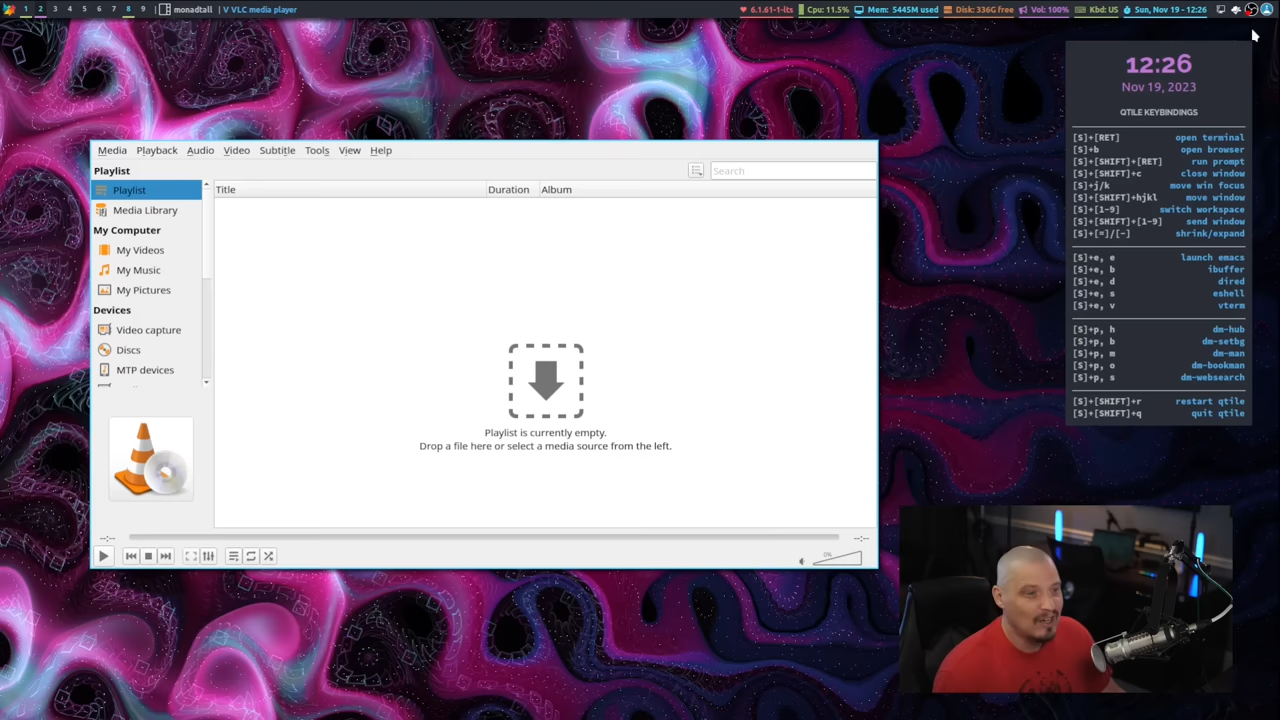 1 2 3 4 5 6 7 8 9 monadtall V VLC media player
6.1.61-1-lts Cpu: 11.5% Mem: 5445M used Disk: 336G free Vol: 100% Kbd: US Sun, Nov 19 - 12:26
Media Playback Audio Video Subtitle Tools View Help
Playlist
Search
Playlist
Media Library
My Computer
My Videos
My Music
My Pictures
Devices
Video capture
Discs
MTP devices
Title Duration Album
Playlist is currently empty.
Drop a file here or select a media source from the left.
--:--
--:--
0%
12:26
Nov 19, 2023
QTILE KEYBINDINGS
[S]+[RET] open terminal
[S]+b open browser
[S]+[SHIFT]+[RET] run prompt
[S]+[SHIFT]+c close window
[S]+j/k move win focus
[S]+[SHIFT]+hjkl move window
[S]+[1-9] switch workspace
[S]+[SHIFT]+[1-9] send window
[S]+[=]/[-] shrink/expand
[S]+e, e launch emacs
[S]+e, b ibuffer
[S]+e, d dired
[S]+e, s eshell
[S]+e, v vterm
[S]+p, h dm-hub
[S]+p, b dm-setbg
[S]+p, m dm-man
[S]+p, o dm-bookman
[S]+p, s dm-websearch
[S]+[SHIFT]+r restart qtile
[S]+[SHIFT]+q quit qtile